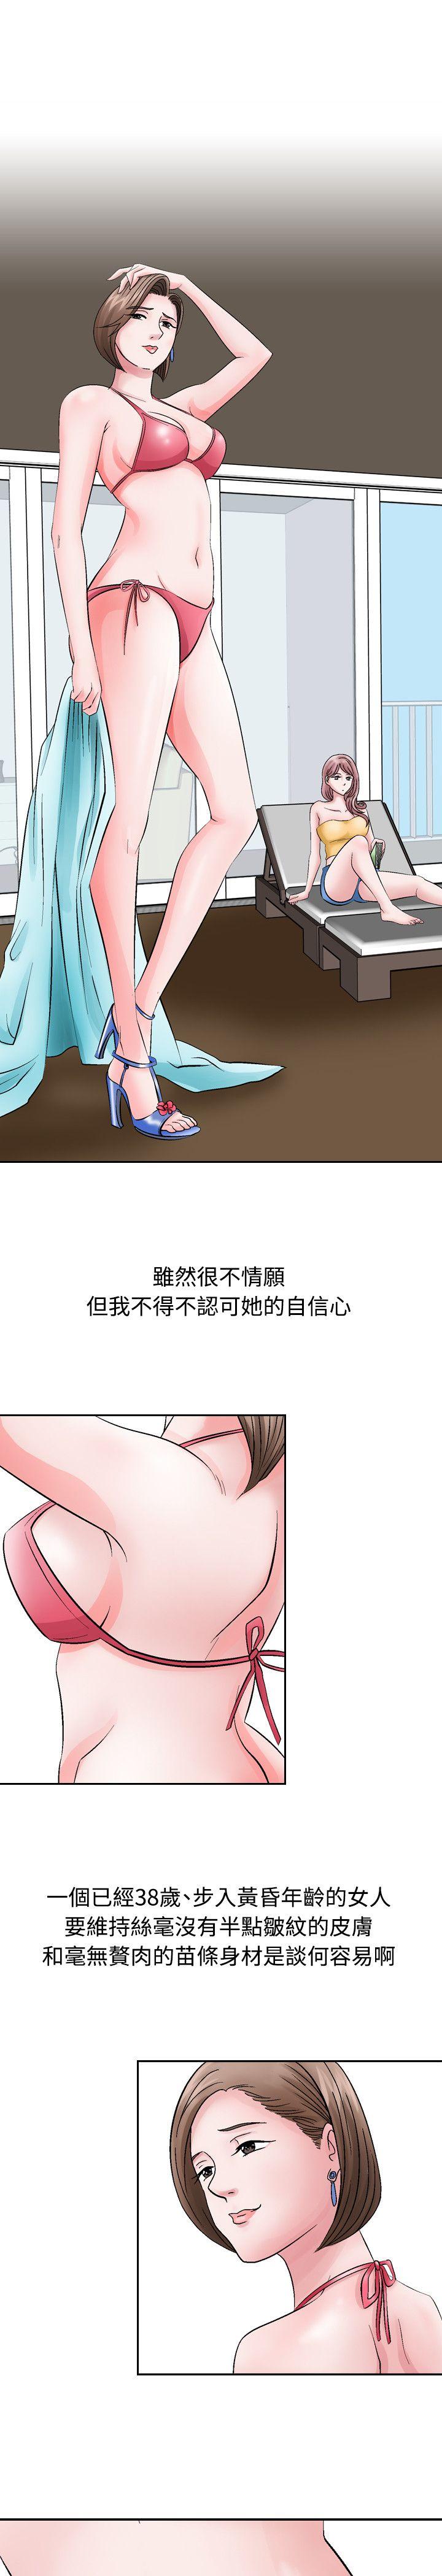 雖然很不情願
但我不得不認可她的自信心
一個已經38歲、步入黃昏年齡的女人
要維持絲毫沒有半點皺紋的皮膚
和毫無贅肉的苗條身材是談何容易啊